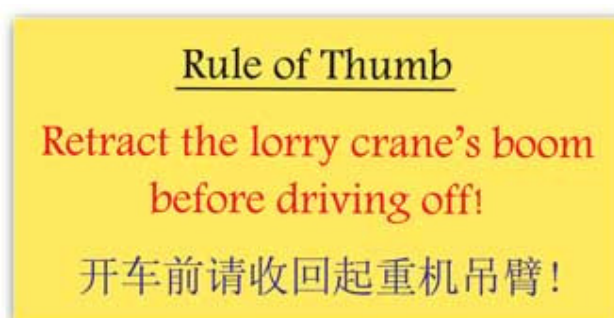 Rule of Thumb
Retract the lorry crane's boom
before driving off!
开车前请收回起重机吊臂！